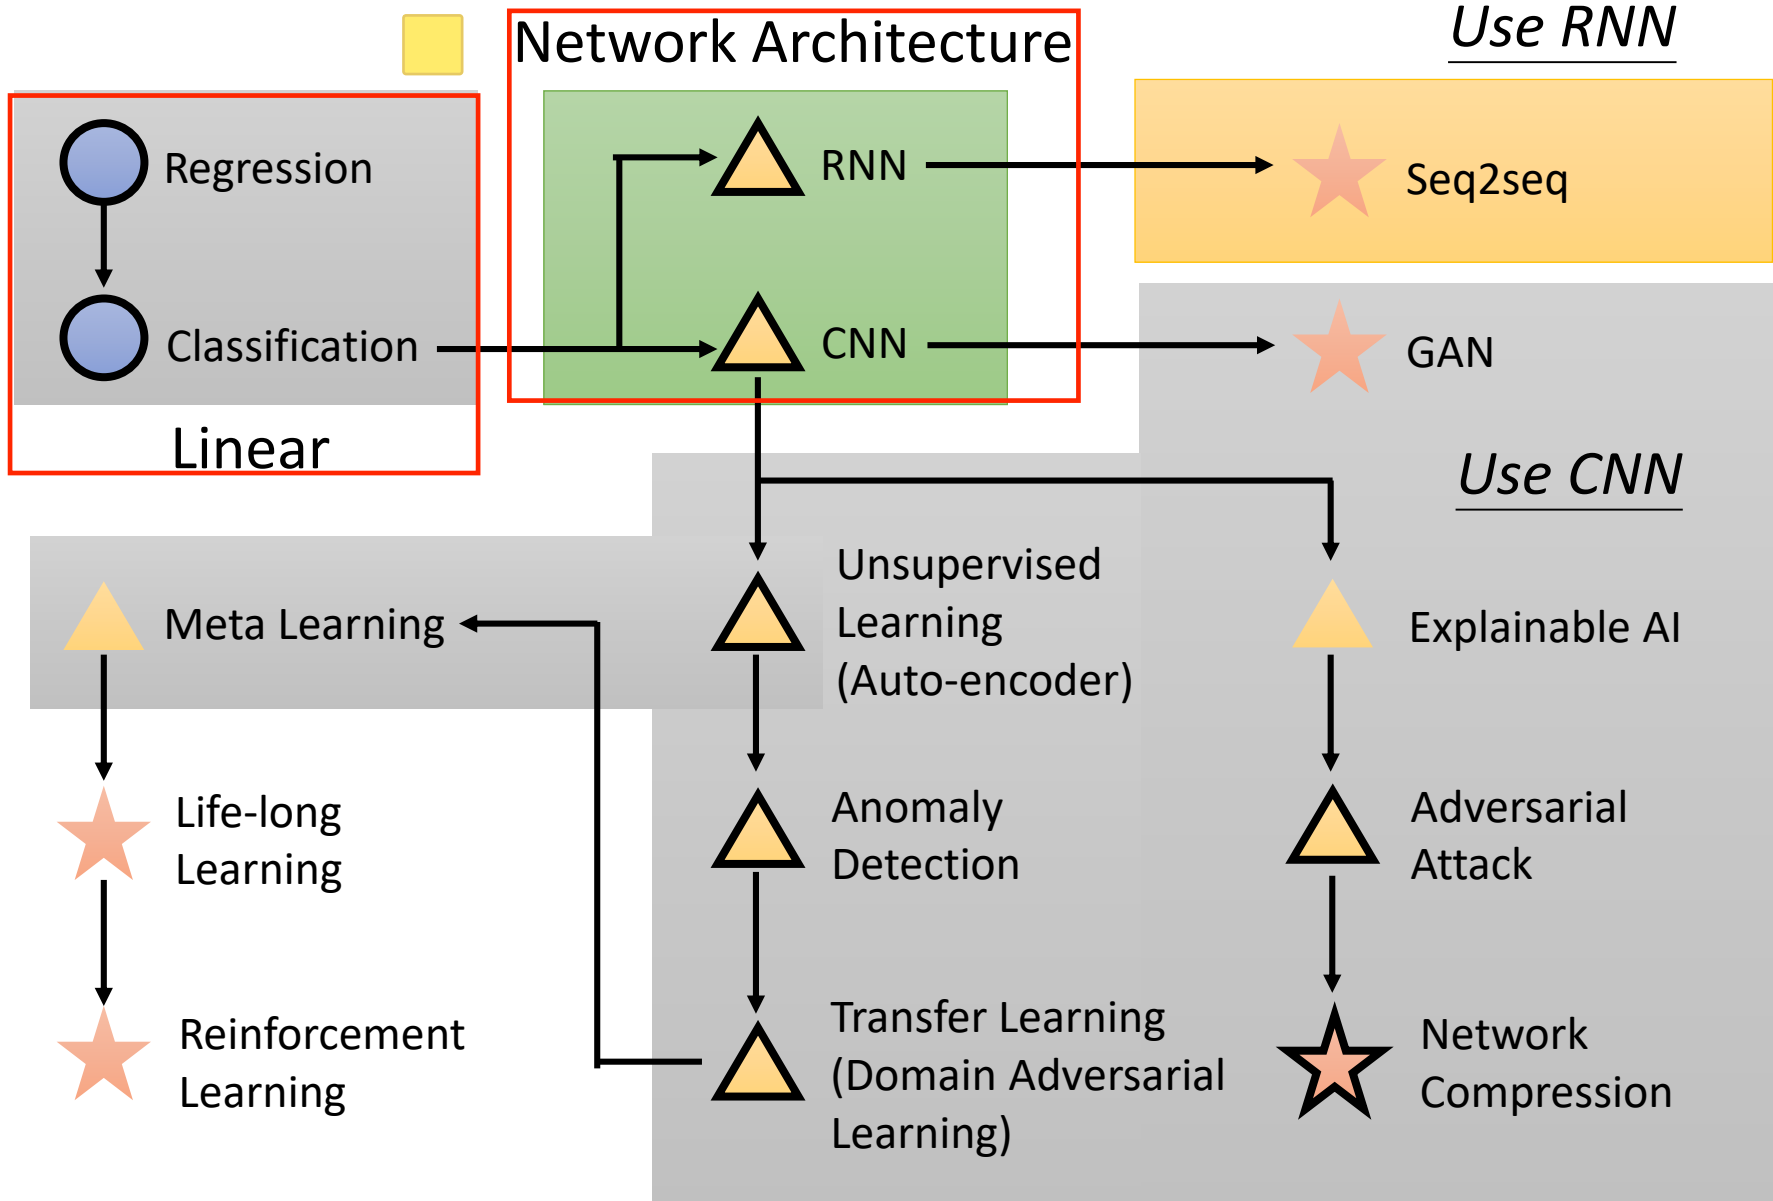 Network Architecture
Use RNN
Regression
RNN
Seq2seq
Classification
CNN
GAN
Linear
Use CNN
Unsupervised
Learning
(Auto-encoder)
Meta Learning
Explainable AI
Life-long
Learning
Anomaly
Detection
Adversarial
Attack
Reinforcement
Learning
Transfer Learning
(Domain Adversarial
Learning)
Network
Compression